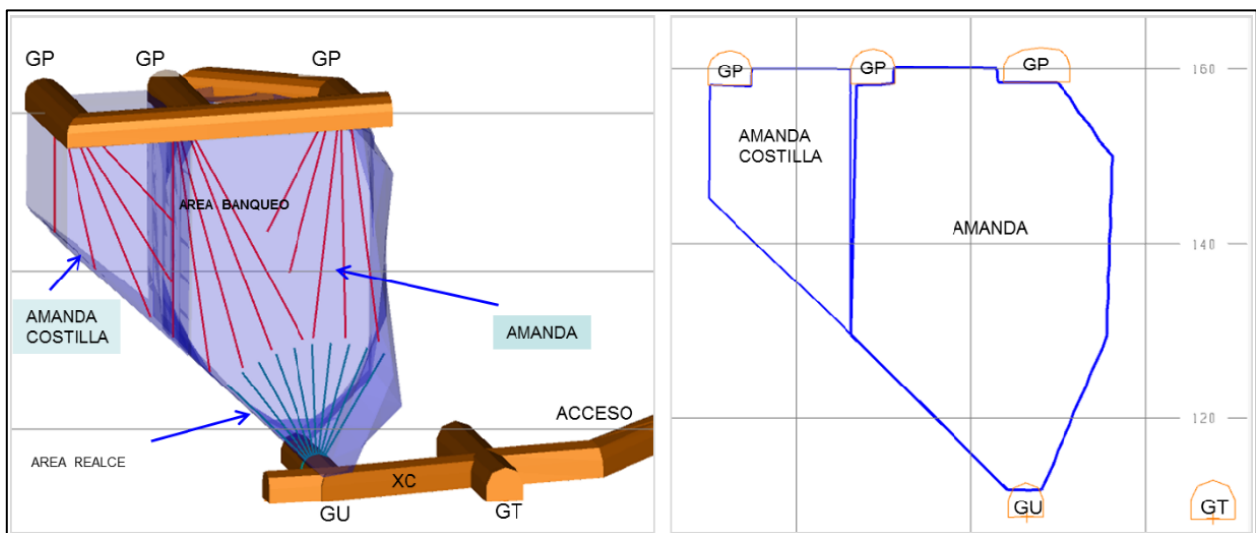 GP
GP
GP
AREA BANQUEO
AMANDA
COSTILLA
AMANDA
AREA REALCE
ACCESO
XC
GU
GT
GP
GP
GP
160
AMANDA
COSTILLA
AMANDA
140
120
GU
GT